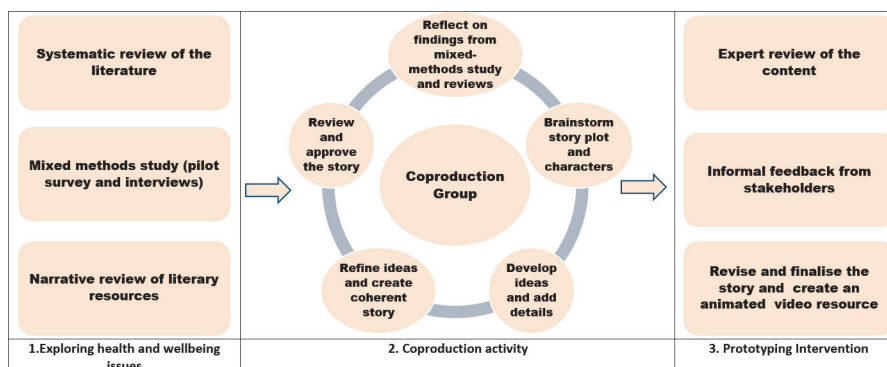 Systematic review of the
literature
Mixed methods study (pilot
survey and interviews)
Narrative review of literary
resources
1.Exploring health and wellbeing
issues
Reflect on
findings from
mixed-
methods study
and reviews
Brainstorm
story plot
and
characters
Develop
ideas and add
details
Refine ideas
and create
coherent
story
Review
and
approve
the story
Coproduction
Group
2. Coproduction activity
Expert review of the
content
Informal feedback from
stakeholders
Revise and finalise the
story and create an
animated video resource
3. Prototyping Intervention